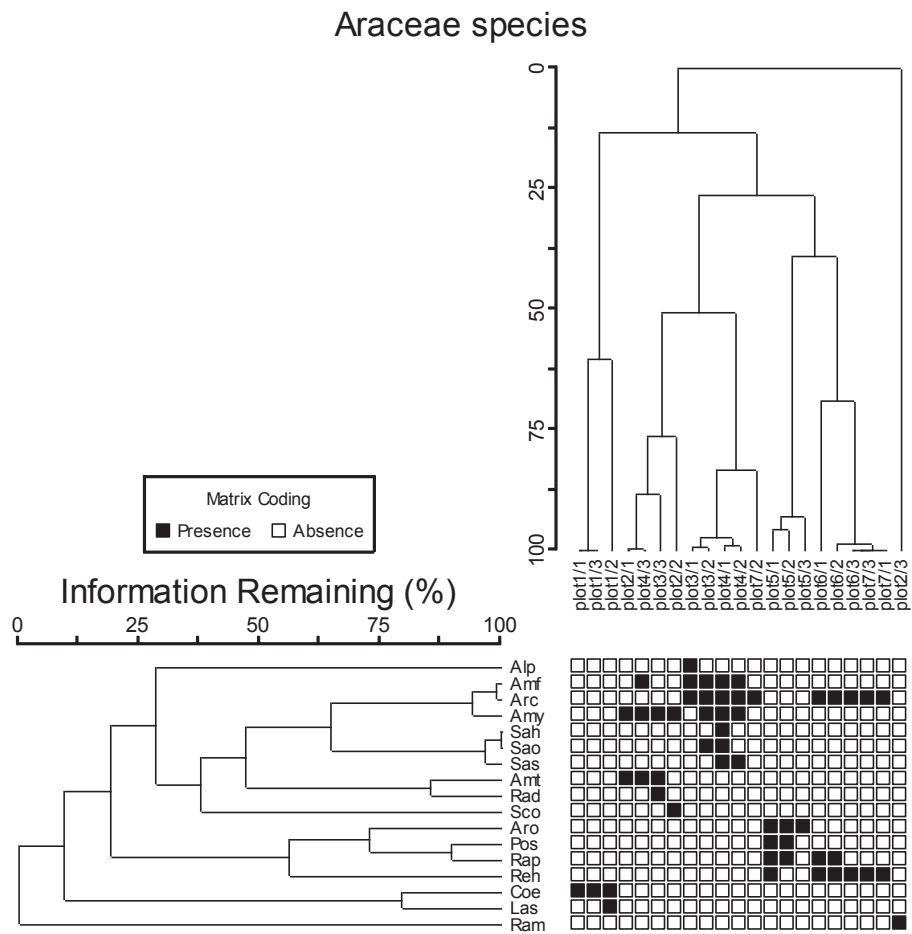 Araceae species
0
25
50
75
100
plot1/1
plot1/3
plot1/2
plot2/1
plot4/3
plot3/3
plot2/2
plot3/1
plot3/2
plot4/1
plot4/2
plot7/2
plot5/1
plot5/2
plot5/3
plot6/1
plot6/2
plot6/3
plot7/3
plot7/1
plot2/3
Matrix Coding
Presence Absence
Information Remaining (%)
0 25 50 75 100
Alp
Amf
Arc
Amy
Sah
Sao
Sas
Amt
Rad
Sco
Aro
Pos
Rap
Reh
Coe
Las
Ram